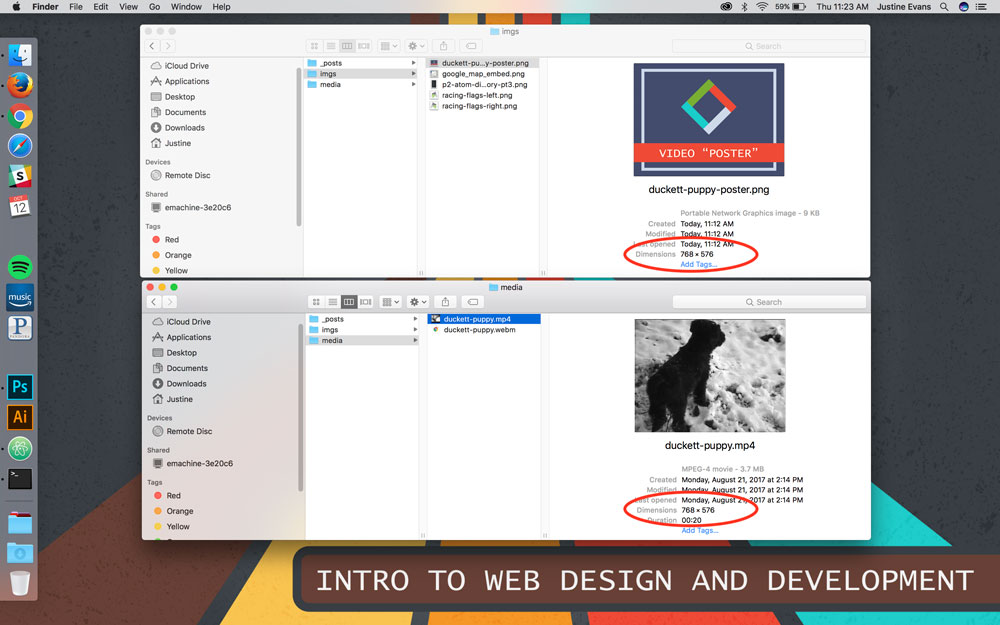 Finder File Edit View Go Window Help 59% Thu 11:23 AM Justine Evans
imgs
Search
iCloud Drive
Applications
Desktop
Documents
Downloads
Justine
Devices
Remote Disc
Shared
emachine-3e20c6
Tags
Red
Orange
Yellow
_posts
imgs
media
duckett-pu...y-poster.png
google_map_embed.png
p2-atom-di...ory-pt3.png
racing-flags-left.png
racing-flags-right.png
VIDEO “POSTER”
duckett-puppy-poster.png
Portable Network Graphics image - 9 KB
Created Today, 11:12 AM
Modified Today, 11:12 AM
Last opened Today, 11:12 AM
Dimensions 768 × 576
Add Tags...
media
Search
iCloud Drive
Applications
Desktop
Documents
Downloads
Justine
Devices
Remote Disc
Shared
emachine-3e20c6
Tags
Red
Orange
Yellow
_posts
imgs
media
duckett-puppy.mp4
duckett-puppy.webm
duckett-puppy.mp4
MPEG-4 movie - 3.7 MB
Created Monday, August 21, 2017 at 2:14 PM
Modified Monday, August 21, 2017 at 2:14 PM
Last opened Monday, August 21, 2017 at 2:14 PM
Dimensions 768 × 576
Duration 00:20
Add Tags...
OCT
12
music
P
Ps
Ai
INTRO TO WEB DESIGN AND DEVELOPMENT